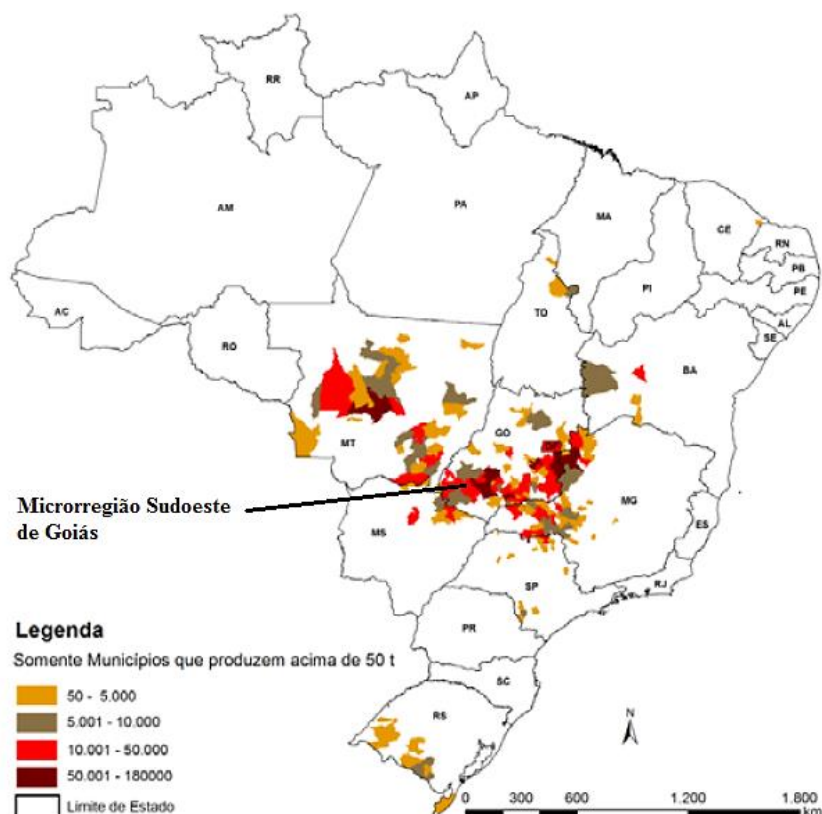 RR
AP
AM
PA
MA
CE
RN
PB
PE
AL
SE
PI
TO
AC
RO
BA
MT
GO
Microrregião Sudoeste
de Goiás
MG
ES
MS
SP
RJ
PR
SC
RS
Legenda
Somente Municípios que produzem acima de 50 t
50 - 5.000
5.001 - 10.000
10.001 - 50.000
50.001 - 180000
Limite de Estado
N
0 300 600 1.200 1.800
km